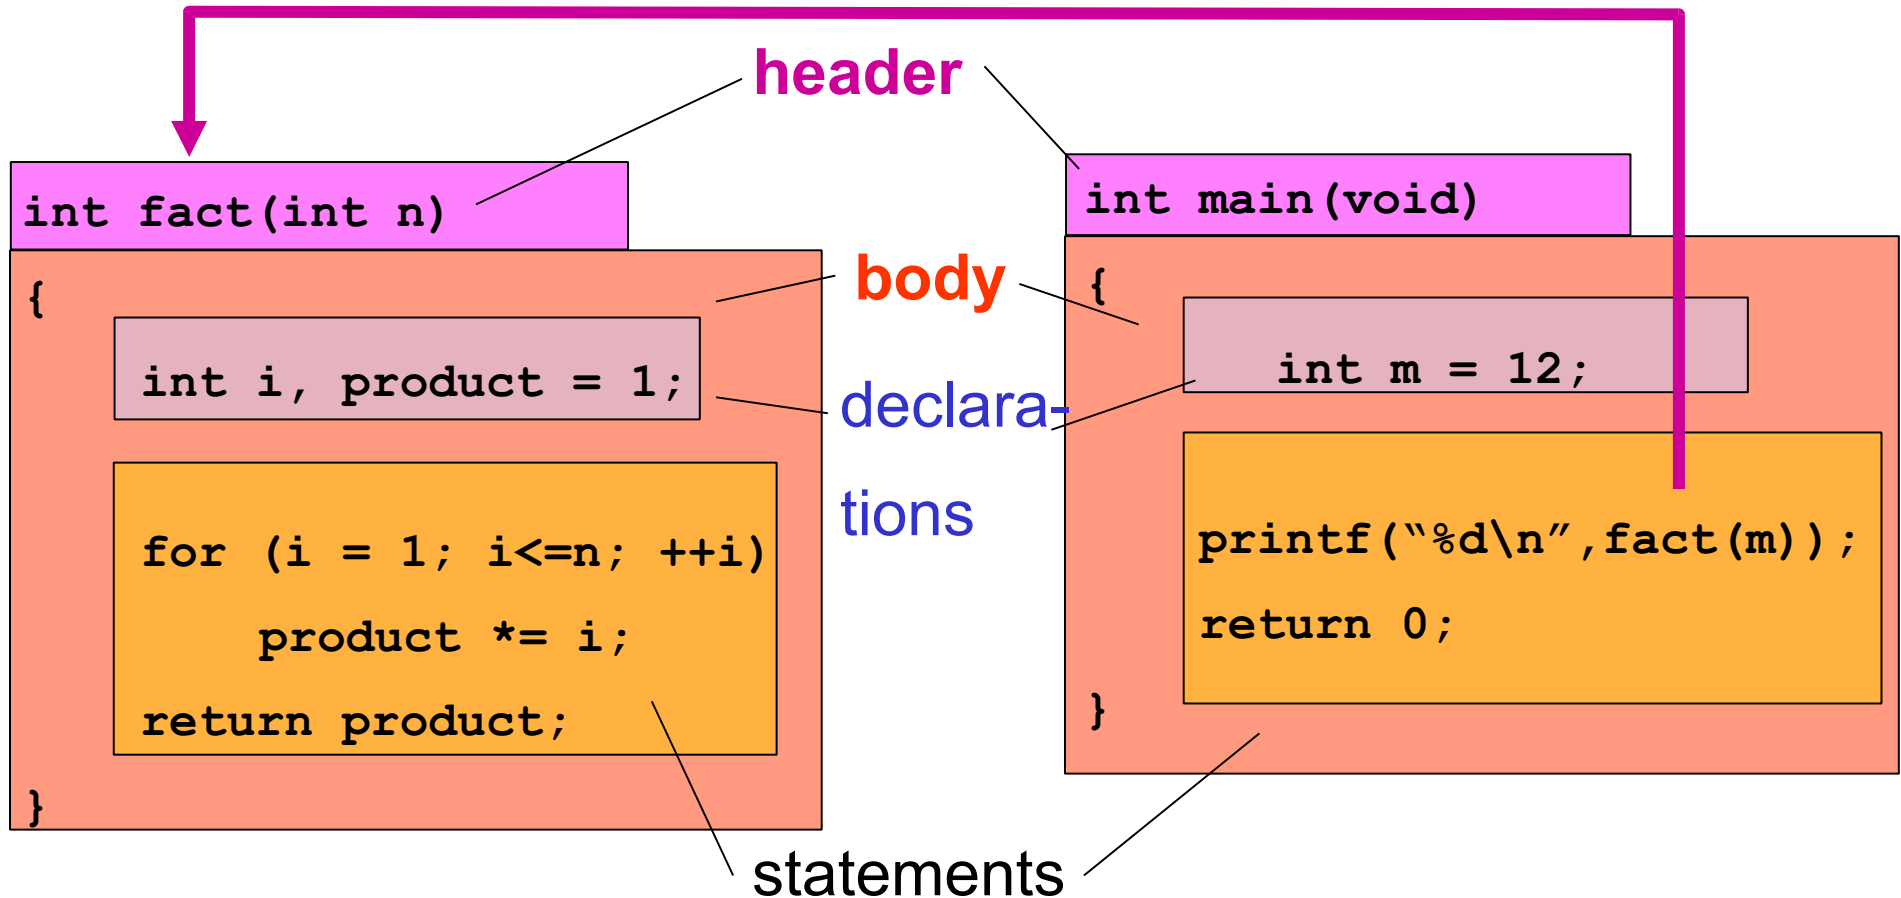 header
int fact(int n)
{
int i, product = 1;
for (i = 1; i<=n; ++i)
product *= i;
return product;
}
body
declara-
tions
statements
int main(void)
{
int m = 12;
printf(“%d\n”,fact(m));
return 0;
}